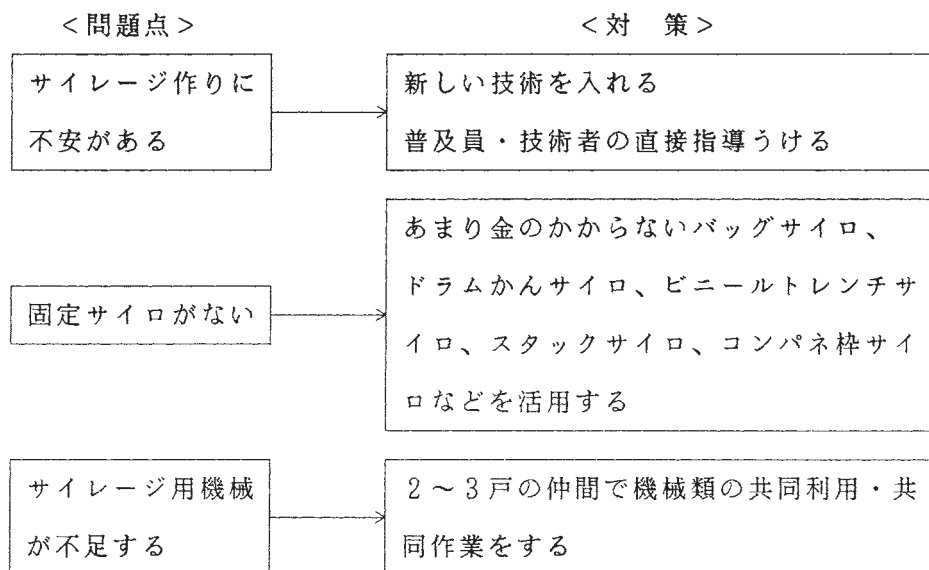 ＜問題点＞
＜対　策＞
サイレージ作りに
不安がある
新しい技術を入れる
普及員・技術者の直接指導うける
固定サイロがない
あまり金のかからないバッグサイロ、
ドラムかんサイロ、ビニールトレンチサ
イロ、スタックサイロ、コンパネ枠サイ
ロなどを活用する
サイレージ用機械
が不足する
２～３戸の仲間で機械類の共同利用・共
同作業をする